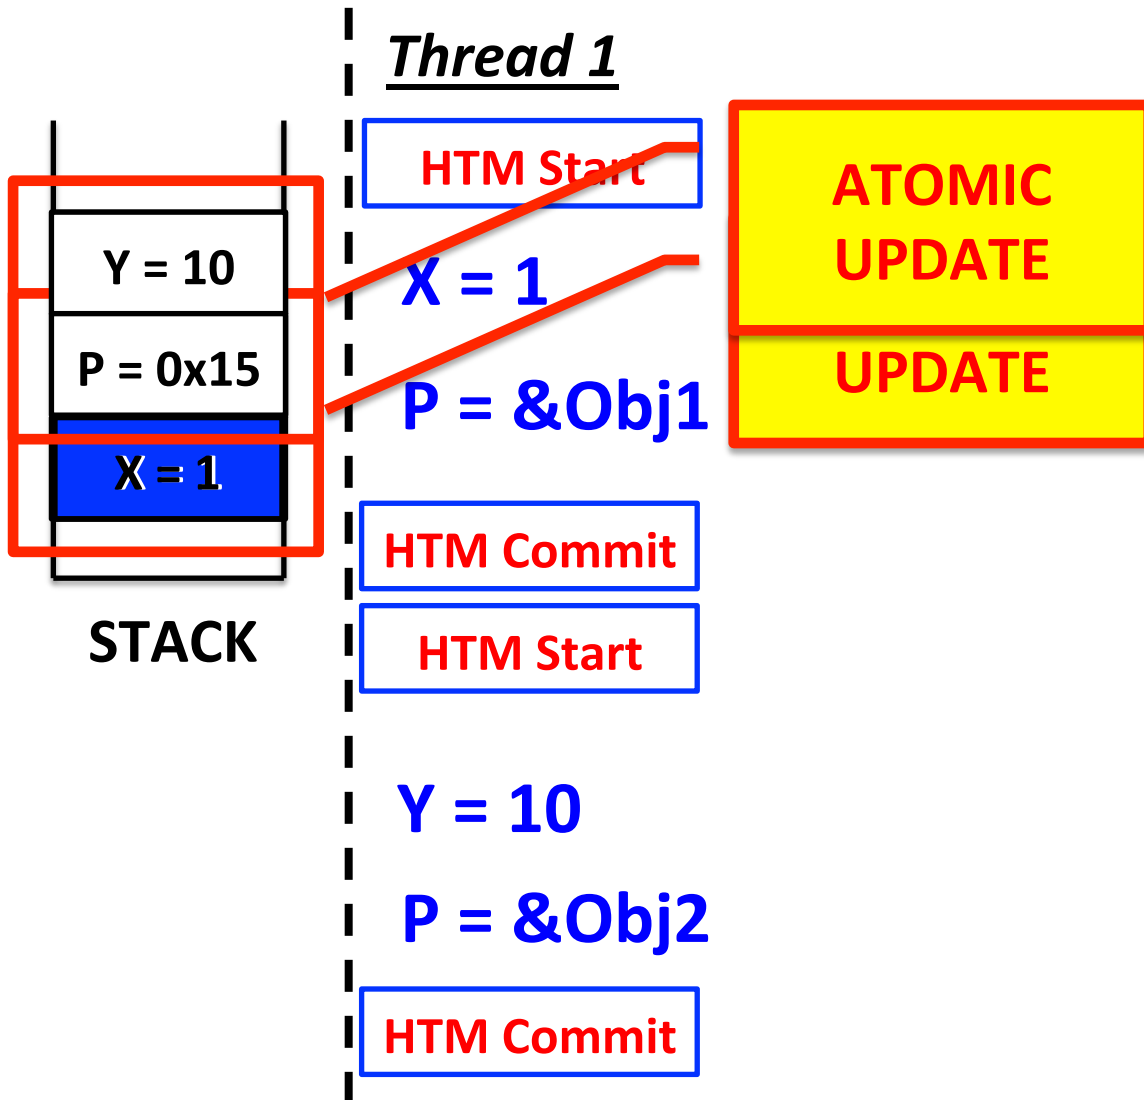 Thread 1
HTM Start
ATOMIC
UPDATE
UPDATE
Y = 10
P = 0x15
X = 1
STACK
X = 1
P = &Obj1
HTM Commit
HTM Start
Y = 10
P = &Obj2
HTM Commit